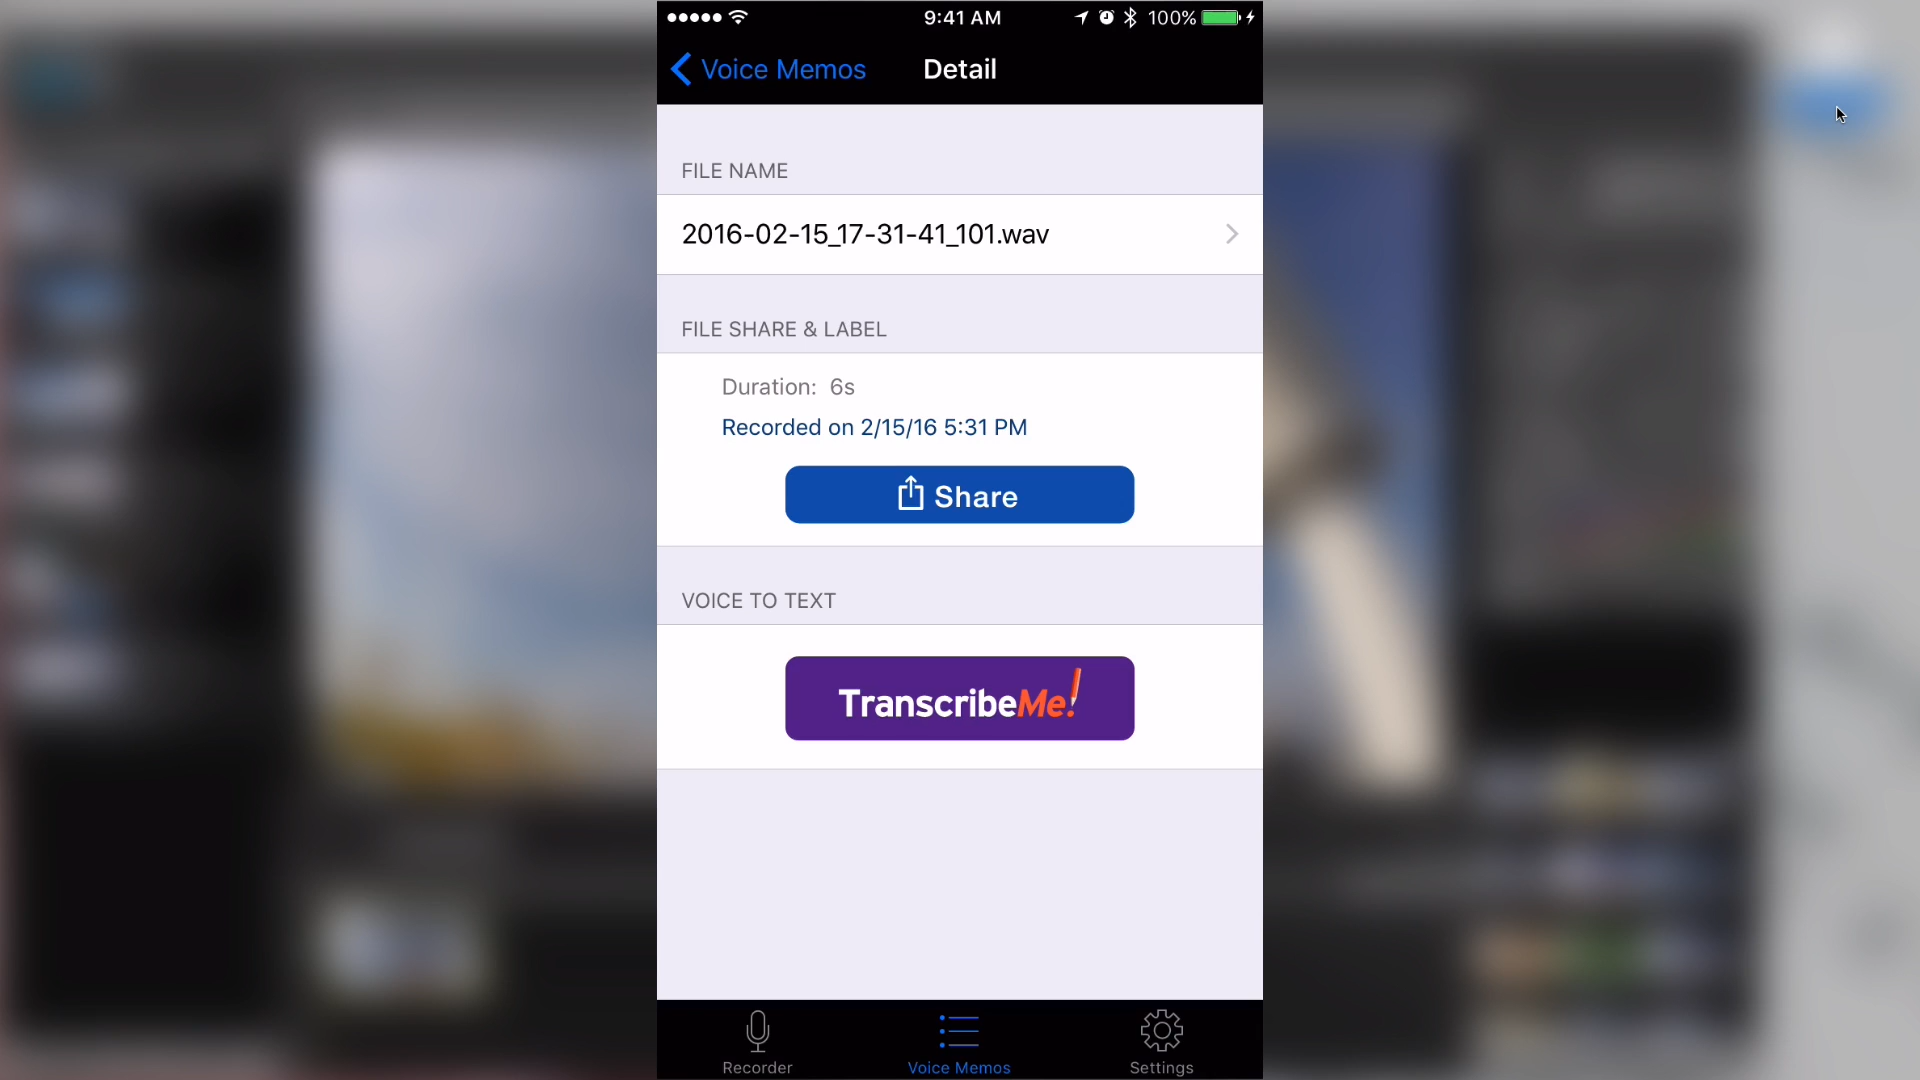 9:41 AM 100%
Voice Memos Detail
FILE NAME
2016-02-15_17-31-41_101.wav
FILE SHARE & LABEL
Duration: 6s
Recorded on 2/15/16 5:31 PM
Share
VOICE TO TEXT
TranscribeMe!
Recorder Voice Memos Settings